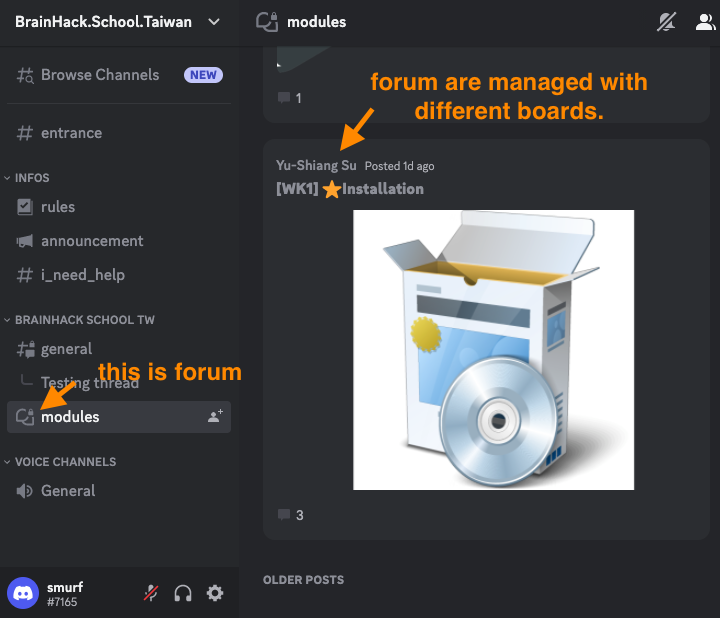 BrainHack.School.Taiwan
Browse Channels NEW
entrance
INFOS
rules
announcement
i_need_help
BRAINHACK SCHOOL TW
general
this is forum
Testing thread
modules
VOICE CHANNELS
General
smurf
#7165
modules
1
forum are managed with
different boards.
Yu-Shiang Su Posted 1d ago
[WK1] ⭐Installation
3
OLDER POSTS